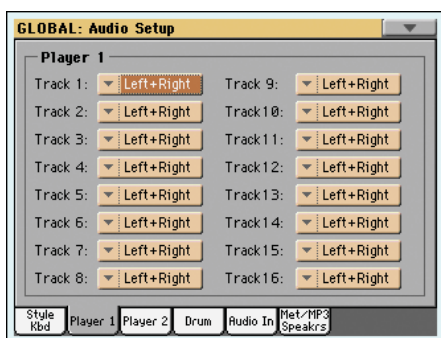 GLOBAL: Audio Setup
Player 1
Track 1: Left+Right Track 9: Left+Right
Track 2: Left+Right Track10: Left+Right
Track 3: Left+Right Track11: Left+Right
Track 4: Left+Right Track12: Left+Right
Track 5: Left+Right Track13: Left+Right
Track 6: Left+Right Track14: Left+Right
Track 7: Left+Right Track15: Left+Right
Track 8: Left+Right Track16: Left+Right
Style Kbd Player 1 Player 2 Drum Audio In Met/MP3 Speakrs